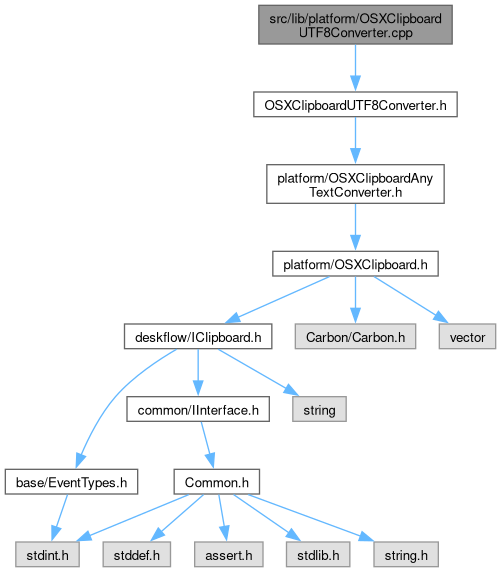 src/lib/platform/OSXClipboard
UTF8Converter.cpp
OSXClipboardUTF8Converter.h
platform/OSXClipboardAny
TextConverter.h
platform/OSXClipboard.h
deskflow/IClipboard.h
Carbon/Carbon.h
vector
common/IInterface.h
string
base/EventTypes.h
Common.h
stdint.h
stddef.h
assert.h
stdlib.h
string.h